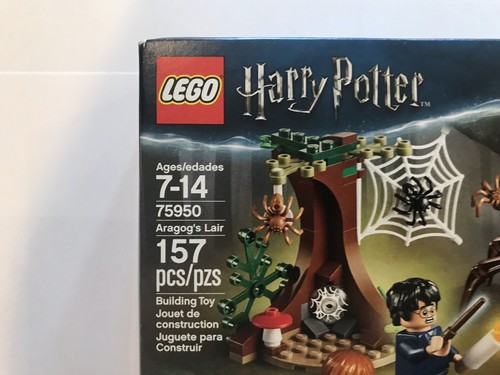 LEGO
Harry Potter™
Ages/edades
7-14
75950
Aragog's Lair
157
pcs/pzs
Building Toy
Jouet de
construction
Juguete para
Construir